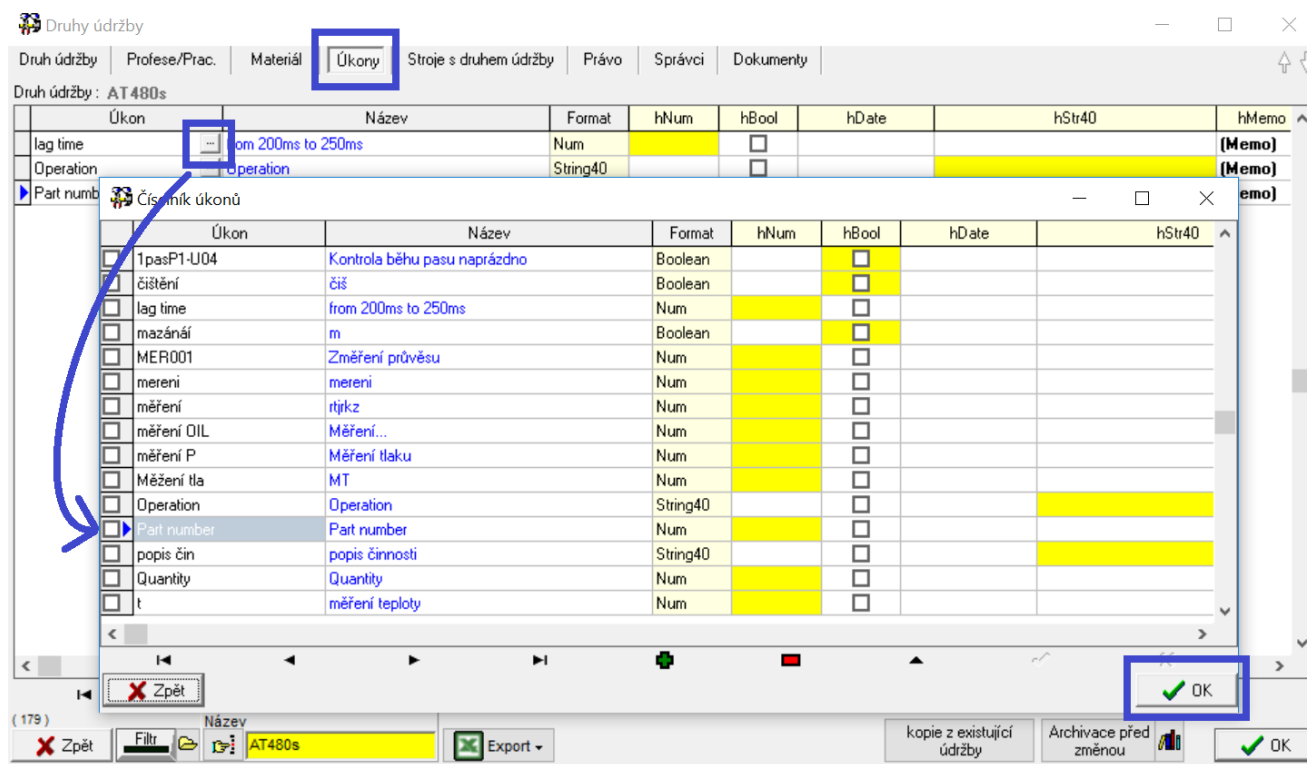 Druhy údržby
Druh údržby Profese/Prac. Materiál Úkony Stroje s druhem údržby Právo Správci Dokumenty
Druh údržby : AT480s
Úkon Název Format hNum hBool hDate hStr40 hMemo
lag time ... from 200ms to 250ms Num (Memo)
Operation Operation String40 (Memo)
Part numb emo)
Číselník úkonů
Úkon Název Format hNum hBool hDate hStr40
1pasP1-U04 Kontrola běhu pasu naprázdno Boolean
čištění čiš Boolean
lag time from 200ms to 250ms Num
mazánáí m Boolean
MER001 Změření průvěsu Num
mereni mereni Num
měření rtjrkz Num
měření OIL Měření... Num
měření P Měření tlaku Num
Měžení tla MT Num
Operation Operation String40
Part number Part number Num
popis čin popis činnosti String40
Quantity Quantity Num
t měření teploty Num
Zpět OK
(179) Název
Zpět Filtr AT480s Export kopie z existující údržby Archivace před změnou OK